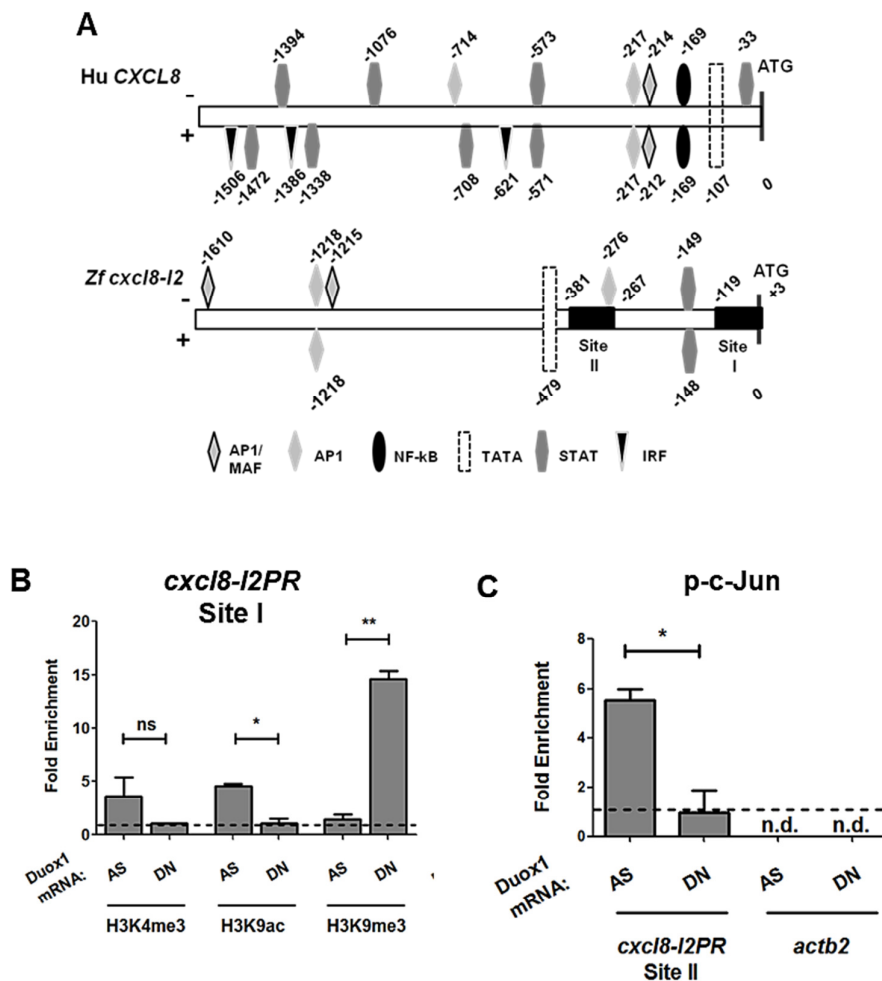 A
-1394 -1076 -714 -573 -217 -214 -169 -33
Hu CXCL8
ATG
–
+
-1506 -1472 -1386 -1338 -708 -621 -571 -217 -212 -169 -107 0
-1610 -1218 -1215 -276 -149
Zf cxcl8-l2
-381 -267 -119
ATG
+3
–
+
Site II
Site I
-1218 -479 -148 0
AP1/MAF
AP1
NF-kB
TATA
STAT
IRF
B
cxcl8-l2PR
Site I
Fold Enrichment
20
15
10
5
0
ns
*
**
Duox1 mRNA:
AS DN AS DN AS DN
H3K4me3 H3K9ac H3K9me3
C
p-c-Jun
Fold Enrichment
8
6
4
2
0
*
n.d. n.d.
Duox1 mRNA:
AS DN AS DN
cxcl8-l2PR
Site II
actb2